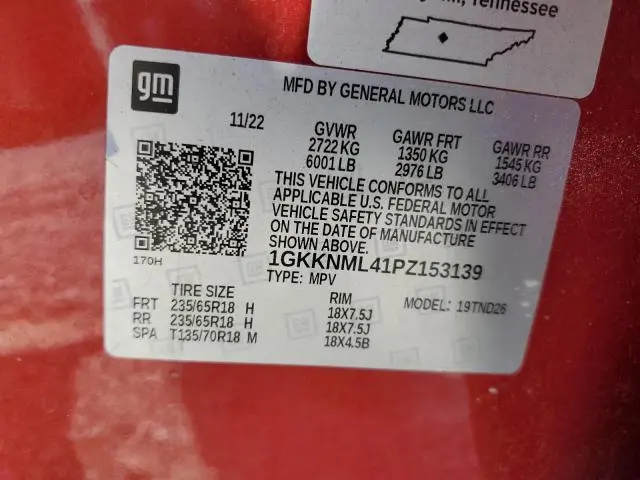 Tennessee
gm
MFD BY GENERAL MOTORS LLC
11/22
GVWR GAWR FRT GAWR RR
2722 KG 1350 KG 1545 KG
6001 LB 2976 LB 3406 LB
THIS VEHICLE CONFORMS TO ALL
APPLICABLE U.S. FEDERAL MOTOR
VEHICLE SAFETY STANDARDS IN EFFECT
ON THE DATE OF MANUFACTURE
SHOWN ABOVE.
170H
1GKKNML41PZ153139
TYPE: MPV
TIRE SIZE RIM MODEL: 19TND26
FRT 235/65R18 H 18X7.5J
RR 235/65R18 H 18X7.5J
SPA T135/70R18 M 18X4.5B